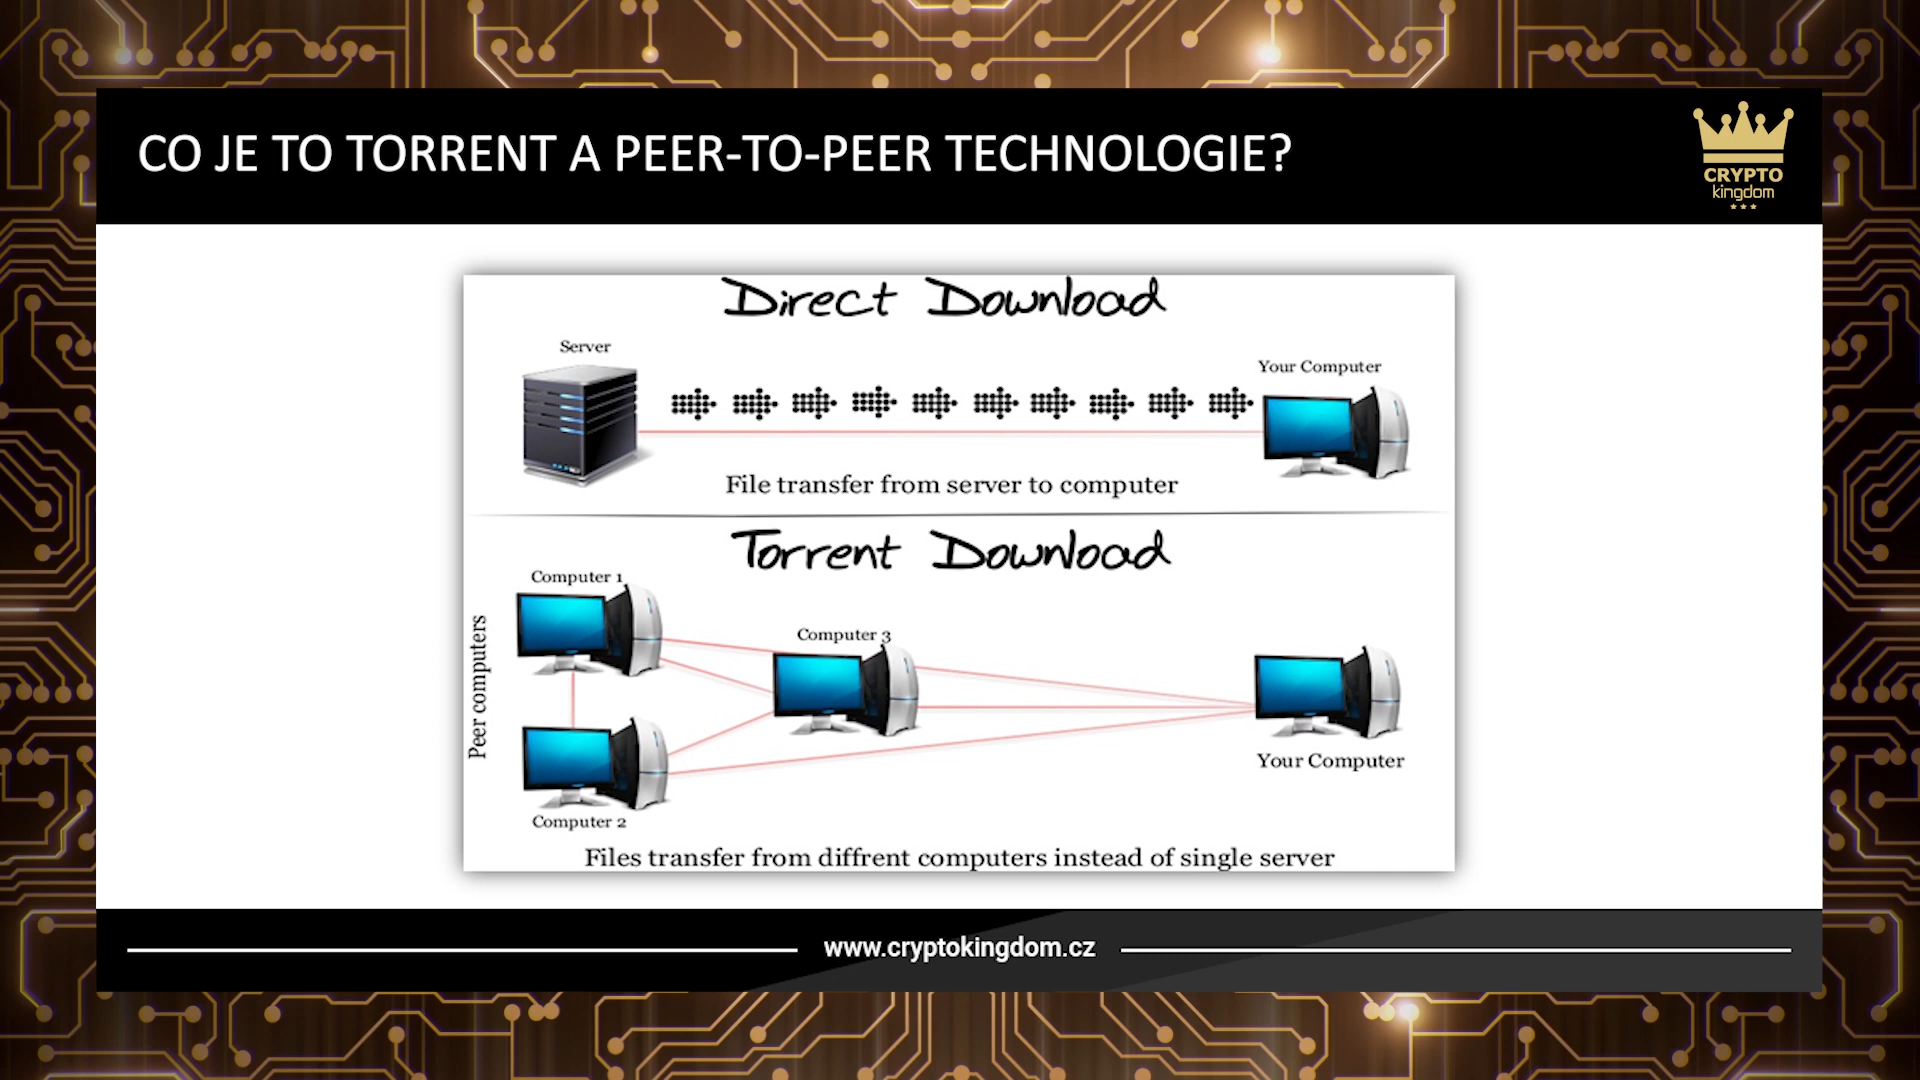 CO JE TO TORRENT A PEER-TO-PEER TECHNOLOGIE?
CRYPTO
kingdom
Direct Download
Server
Your Computer
File transfer from server to computer
Torrent Download
Computer 1
Peer computers
Computer 3
Computer 2
Your Computer
Files transfer from diffrent computers instead of single server
www.cryptokingdom.cz